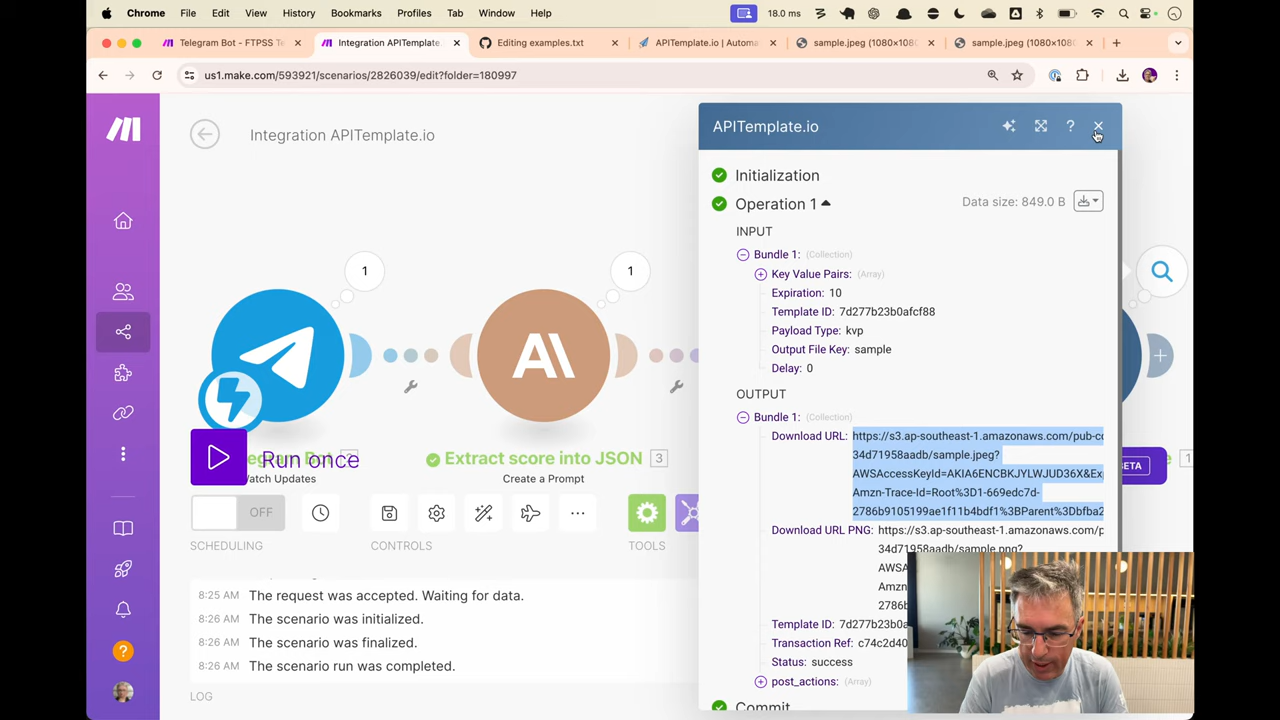 Chrome File Edit View History Bookmarks Profiles Tab Window Help 18.0 ms
Telegram Bot - FTPSS Te
Integration APITemplate.
Editing examples.txt
APITemplate.io | Automa
sample.jpeg (1080×108
sample.jpeg (1080×108
us1.make.com/593921/scenarios/2826039/edit?folder=180997
Integration APITemplate.io
APITemplate.io
Initialization
Operation 1
Data size: 849.0 B
INPUT
Bundle 1: (Collection)
Key Value Pairs: (Array)
Expiration: 10
Template ID: 7d277b23b0afcf88
Payload Type: kvp
Output File Key: sample
Delay: 0
OUTPUT
Bundle 1: (Collection)
Download URL: https://s3.ap-southeast-1.amazonaws.com/pub-c
34d71958aadb/sample.jpeg?
AWSAccessKeyId=AKIA6ENCBKJYLWJUD36X&Ex
Amzn-Trace-Id=Root%3D1-669edc7d-
2786b9105199ae1f11b4bdf1%3BParent%3Dbfba2
Download URL PNG: https://s3.ap-southeast-1.amazonaws.com/p
34d71958aadb/sample.png?
AWSA
Amzn
2786b
Template ID: 7d277b23b0a
Transaction Ref: c74c2d40
Status: success
post_actions: (Array)
Commit
1
1
AI
Run once
Extract score into JSON 3
Create a Prompt
Watch Updates
BETA
1
OFF
SCHEDULING
CONTROLS
TOOLS
8:25 AM The request was accepted. Waiting for data.
8:26 AM The scenario was initialized.
8:26 AM The scenario was finalized.
8:26 AM The scenario run was completed.
LOG